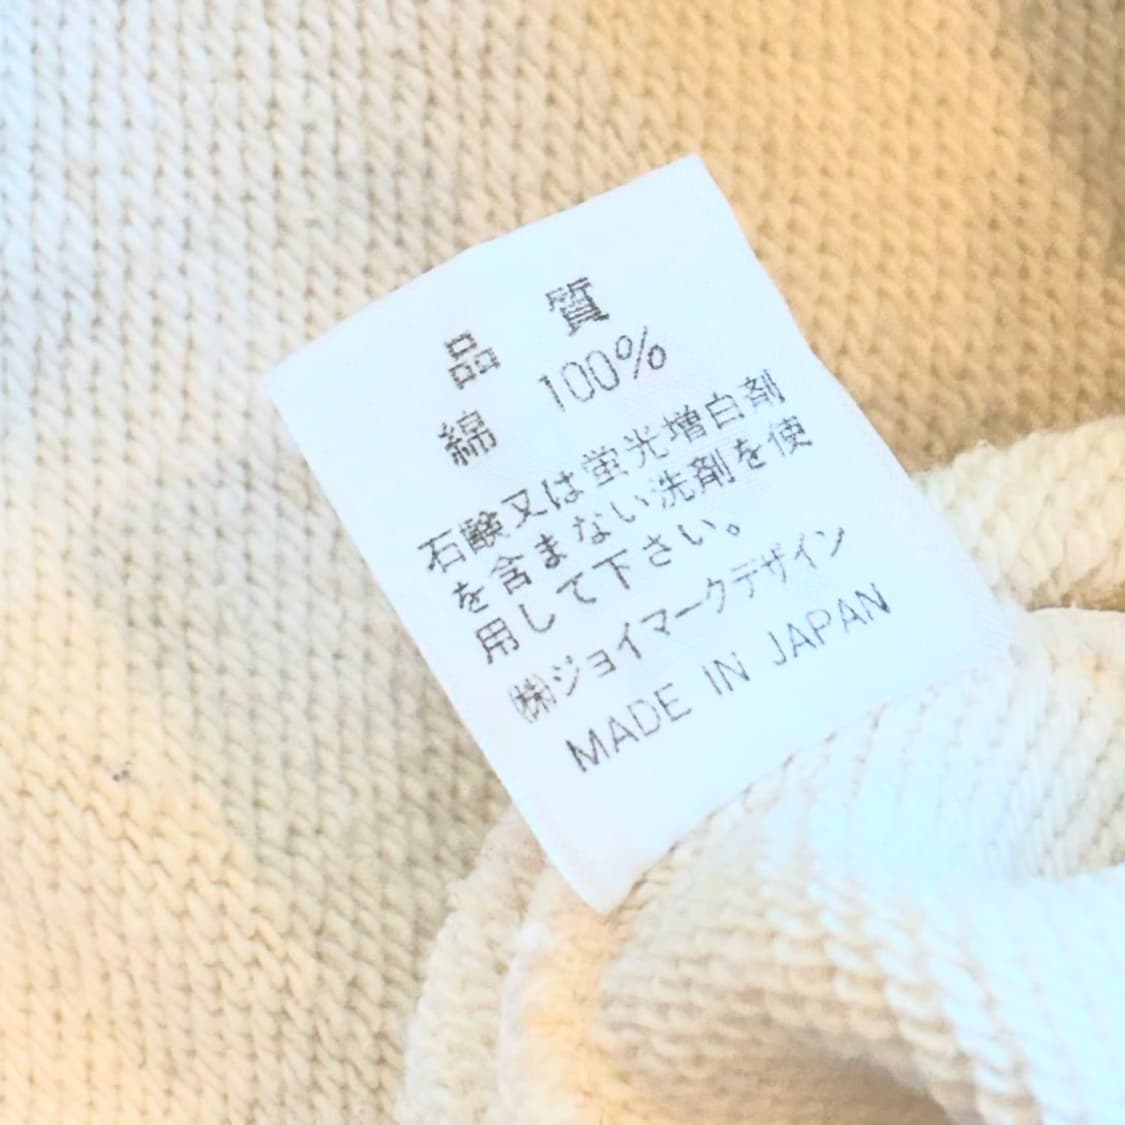 品 質
綿 100%
石鹸又は蛍光増白剤
を含まない洗剤を使
用して下さい。
㈱ジョイマークデザイン
MADE IN JAPAN